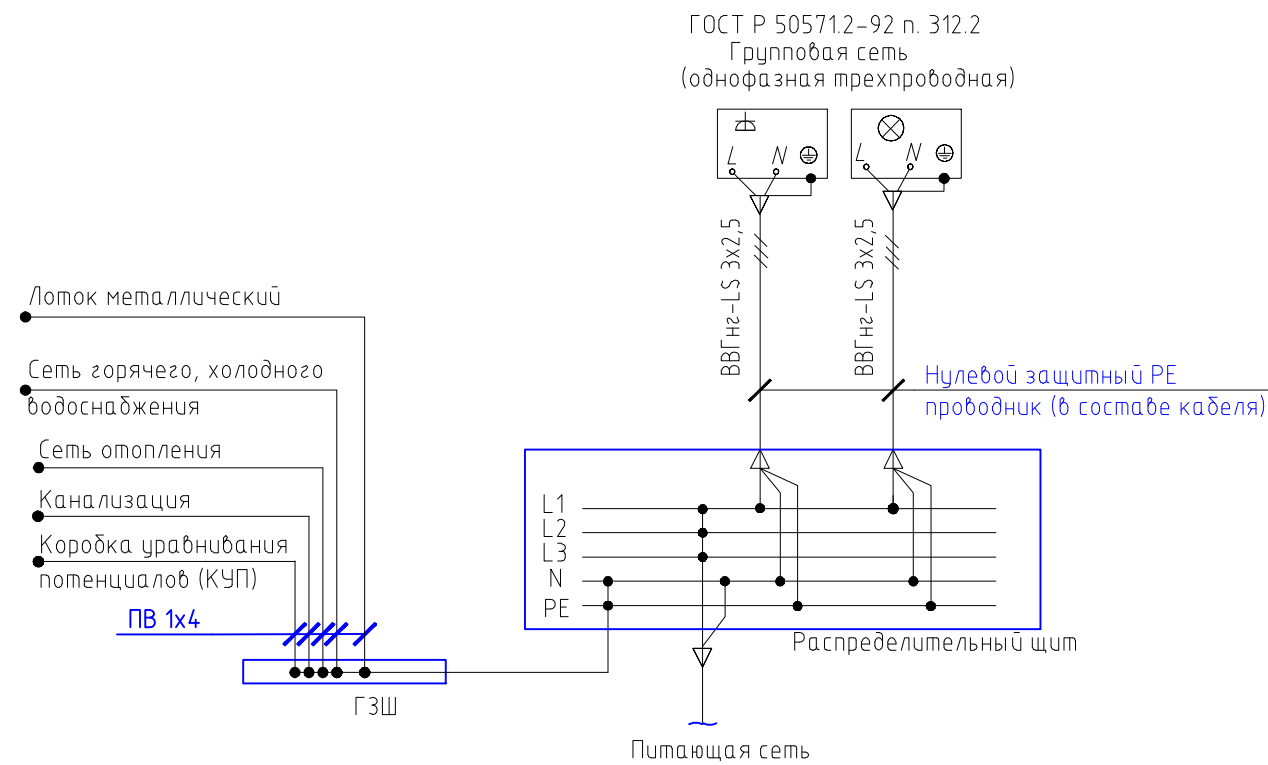 ГОСТ Р 50571.2-92 п. 312.2
Групповая сеть
(однофазная трехпроводная)
L N
L N
ВВГнг-LS 3х2,5
ВВГнг-LS 3х2,5
Лоток металлический
Сеть горячего, холодного
водоснабжения
Сеть отопления
Канализация
Коробка уравнивания
потенциалов (КУП)
ПВ 1х4
ГЗШ
Нулевой защитный РЕ
проводник (в составе кабеля)
L1
L2
L3
N
PE
Распределительный щит
Питающая сеть